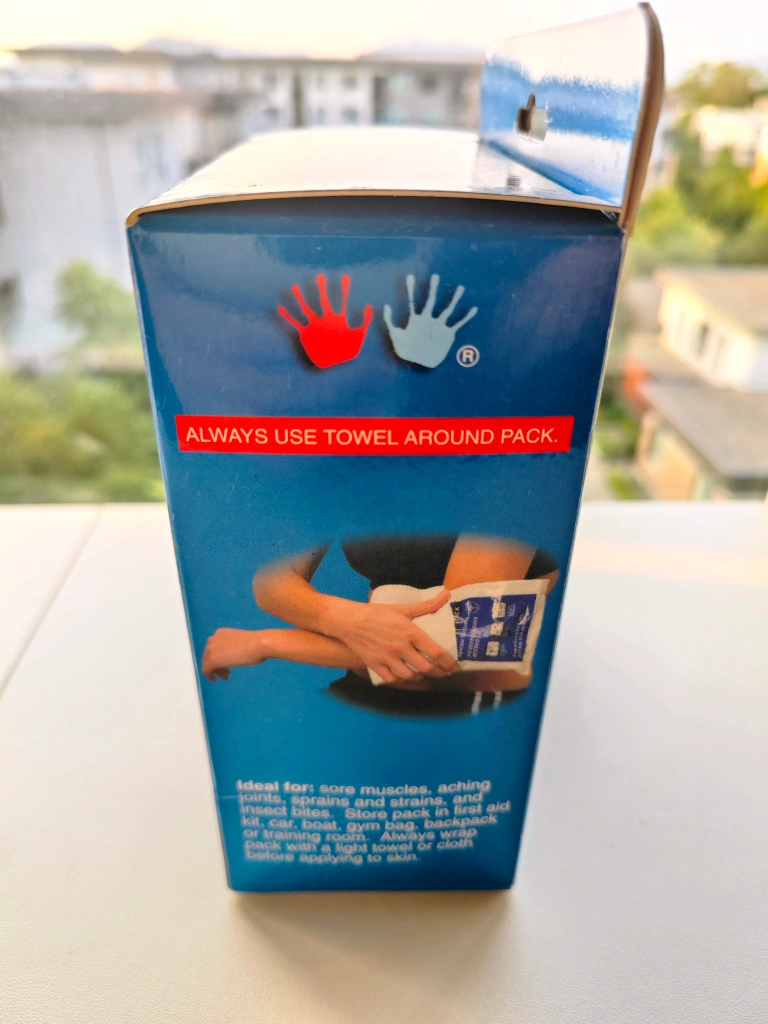 ®
ALWAYS USE TOWEL AROUND PACK.
Ideal for: sore muscles, aching
joints, sprains and strains, and
insect bites. Store pack in first aid
kit, car, boat, gym bag, backpack
or training room. Always wrap
pack with a light towel or cloth
before applying to skin.